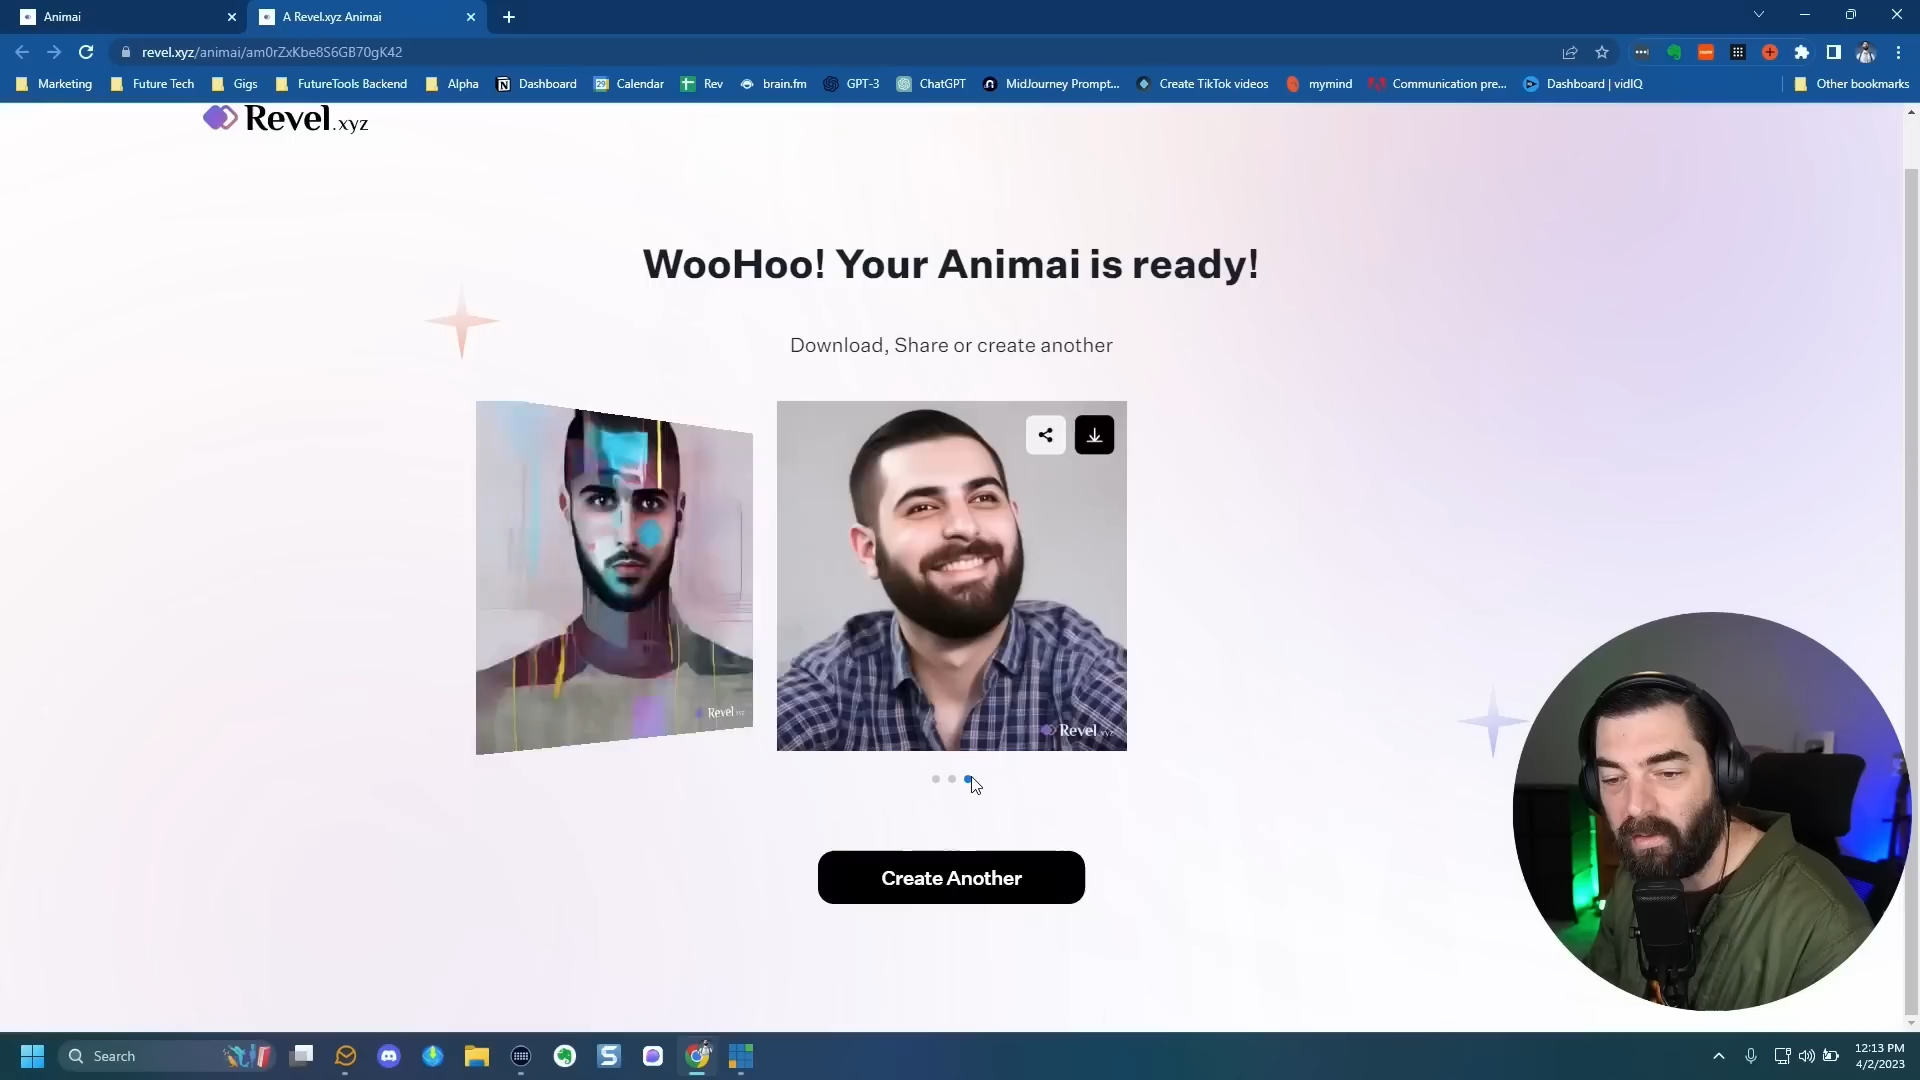 Animai
A Revel.xyz Animai
revel.xyz/animai/am0rZxKbe8S6GB70gK42
Marketing
Future Tech
Gigs
FutureTools Backend
Alpha
Dashboard
Calendar
Rev
brain.fm
GPT-3
ChatGPT
MidJourney Prompt...
Create TikTok videos
mymind
Communication pre...
Dashboard | vidIQ
Other bookmarks
Revel.xyz
WooHoo! Your Animai is ready!
Download, Share or create another
Revel.xyz
Revel.xyz
Create Another
Search
12:13 PM
4/2/2023